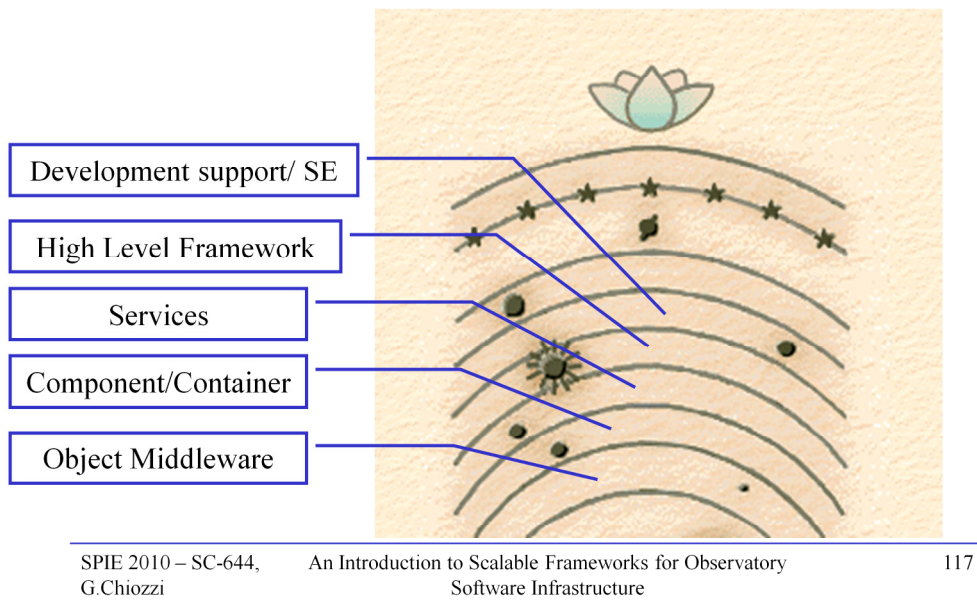 Development support/ SE
High Level Framework
Services
Component/Container
Object Middleware
SPIE 2010 – SC-644,
G.Chiozzi
An Introduction to Scalable Frameworks for Observatory
Software Infrastructure
117